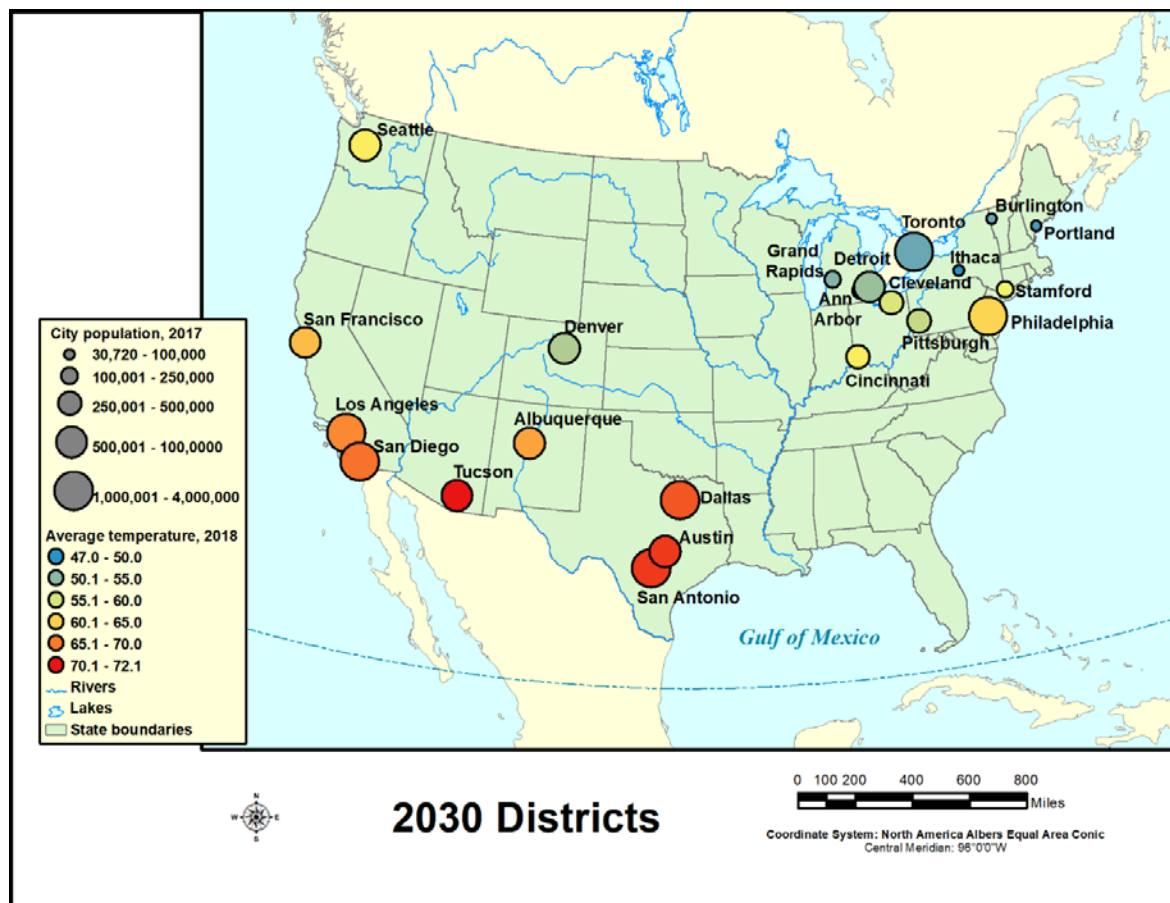 Seattle
Burlington
Toronto
Portland
Grand
Rapids
Detroit
Ithaca
Cleveland
Ann
Arbor
Stamford
San Francisco
Denver
Philadelphia
Pittsburgh
Cincinnati
Los Angeles
Albuquerque
San Diego
Tucson
Dallas
Austin
San Antonio
Gulf of Mexico
City population, 2017
30,720 - 100,000
100,001 - 250,000
250,001 - 500,000
500,001 - 100,0000
1,000,001 - 4,000,000
Average temperature, 2018
47.0 - 50.0
50.1 - 55.0
55.1 - 60.0
60.1 - 65.0
65.1 - 70.0
70.1 - 72.1
Rivers
Lakes
State boundaries
N
W E
S
2030 Districts
0 100 200 400 600 800
Miles
Coordinate System: North America Albers Equal Area Conic
Central Meridian: 96°0'0"W